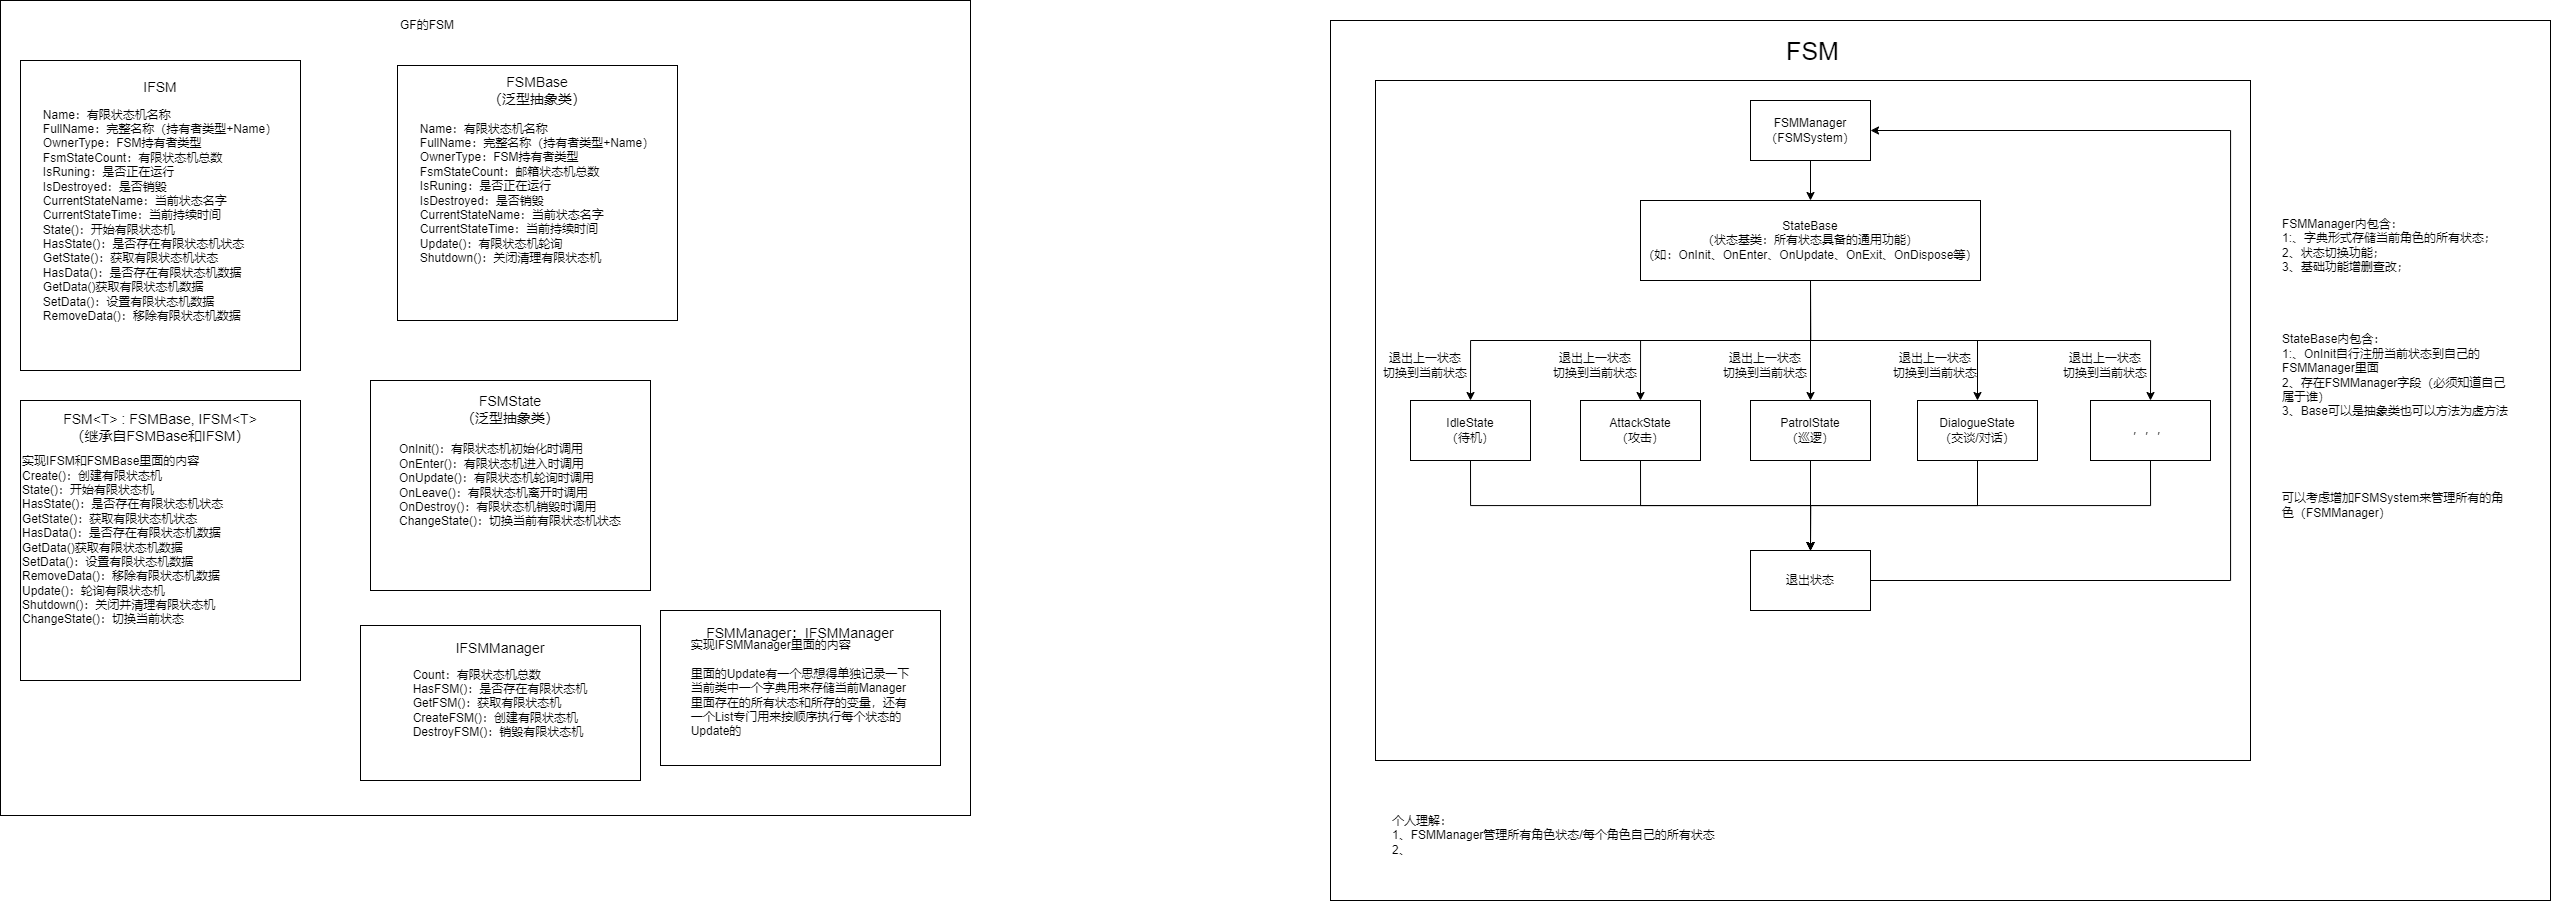 GF的FSM
IFSM
Name：有限状态机名称
FullName：完整名称（持有者类型+Name）
OwnerType：FSM持有者类型
FsmStateCount：有限状态机总数
IsRuning：是否正在运行
IsDestroyed：是否销毁
CurrentStateName：当前状态名字
CurrentStateTime：当前持续时间
State()：开始有限状态机
HasState()：是否存在有限状态机状态
GetState()：获取有限状态机状态
HasData()：是否存在有限状态机数据
GetData()获取有限状态机数据
SetData()：设置有限状态机数据
RemoveData()：移除有限状态机数据
FSMBase
（泛型抽象类）
Name：有限状态机名称
FullName：完整名称（持有者类型+Name）
OwnerType：FSM持有者类型
FsmStateCount：邮箱状态机总数
IsRuning：是否正在运行
IsDestroyed：是否销毁
CurrentStateName：当前状态名字
CurrentStateTime：当前持续时间
Update()：有限状态机轮询
Shutdown()：关闭清理有限状态机
FSM<T> : FSMBase, IFSM<T>
（继承自FSMBase和IFSM）
实现IFSM和FSMBase里面的内容
Create()：创建有限状态机
State()：开始有限状态机
HasState()：是否存在有限状态机状态
GetState()：获取有限状态机状态
HasData()：是否存在有限状态机数据
GetData()获取有限状态机数据
SetData()：设置有限状态机数据
RemoveData()：移除有限状态机数据
Update()：轮询有限状态机
Shutdown()：关闭并清理有限状态机
ChangeState()：切换当前状态
FSMState
（泛型抽象类）
OnInit()：有限状态机初始化时调用
OnEnter()：有限状态机进入时调用
OnUpdate()：有限状态机轮询时调用
OnLeave()：有限状态机离开时调用
OnDestroy()：有限状态机销毁时调用
ChangeState()：切换当前有限状态机状态
IFSMManager
Count：有限状态机总数
HasFSM()：是否存在有限状态机
GetFSM()：获取有限状态机
CreateFSM()：创建有限状态机
DestroyFSM()：销毁有限状态机
FSMManager：IFSMManager
实现IFSMManager里面的内容
里面的Update有一个思想得单独记录一下
当前类中一个字典用来存储当前Manager
里面存在的所有状态和所存的变量，还有
一个List专门用来按顺序执行每个状态的
Update的
FSM
FSMManager
（FSMSystem）
StateBase
（状态基类：所有状态具备的通用功能）
（如：OnInit、OnEnter、OnUpdate、OnExit、OnDispose等）
退出上一状态
切换到当前状态
退出上一状态
切换到当前状态
退出上一状态
切换到当前状态
退出上一状态
切换到当前状态
退出上一状态
切换到当前状态
IdleState
（待机）
AttackState
（攻击）
PatrolState
（巡逻）
DialogueState
（交谈/对话）
，，，
退出状态
FSMManager内包含：
1:、字典形式存储当前角色的所有状态；
2、状态切换功能；
3、基础功能增删查改；
StateBase内包含：
1:、OnInit自行注册当前状态到自己的
FSMManager里面
2、存在FSMManager字段（必须知道自己
属于谁）
3、Base可以是抽象类也可以方法为虚方法
可以考虑增加FSMSystem来管理所有的角
色（FSMManager）
个人理解：
1、FSMManager管理所有角色状态/每个角色自己的所有状态
2、